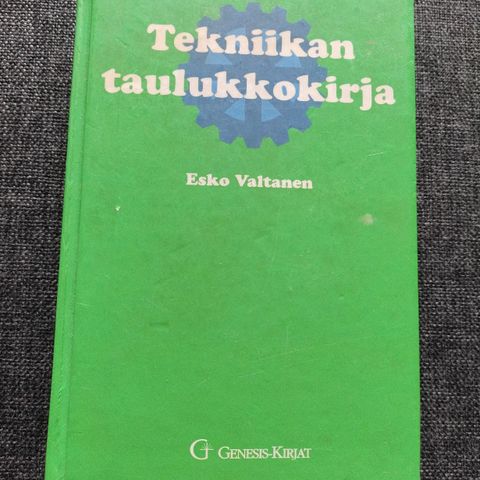 Tekniikan
taulukkokirja
Esko Valtanen
GENESIS-KIRJAT